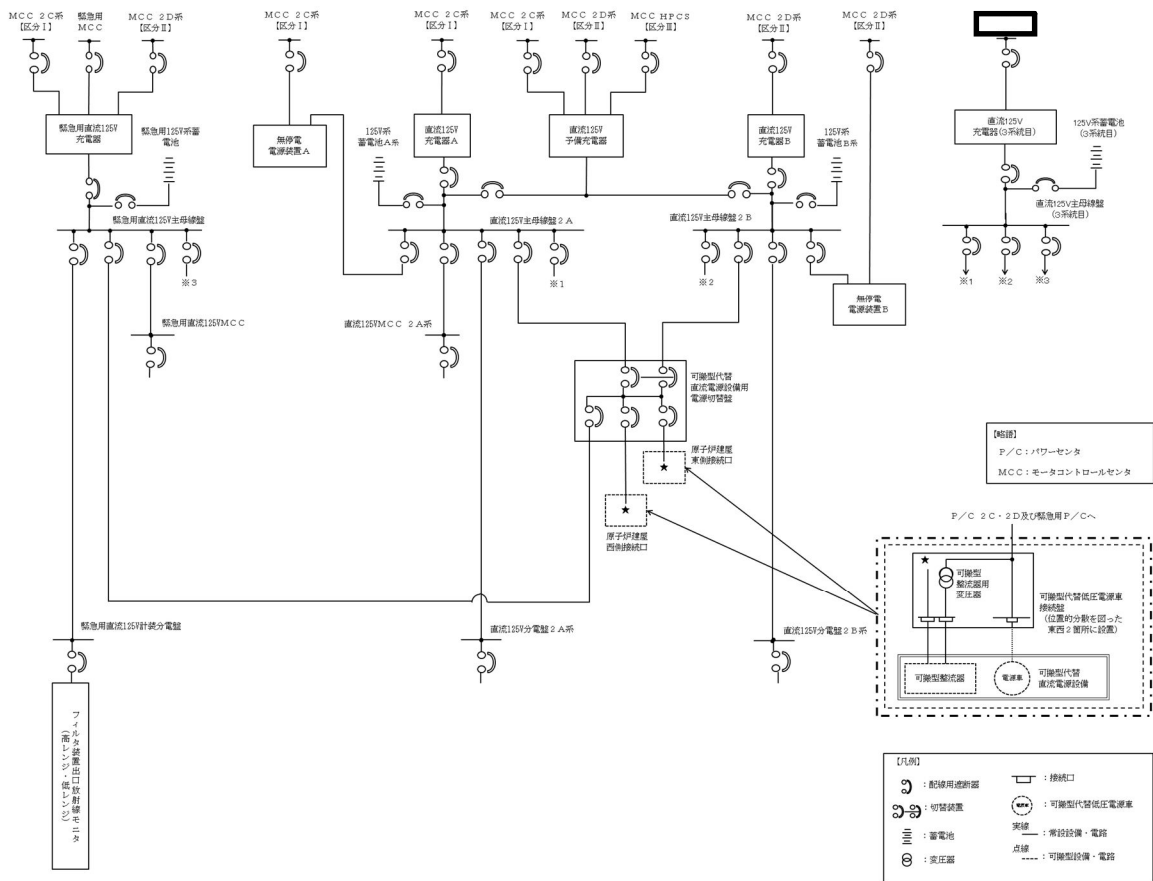 MCC 2C系
【区分Ⅰ】
緊急用
MCC
MCC 2D系
【区分Ⅱ】
MCC 2C系
【区分Ⅰ】
MCC 2C系
【区分Ⅰ】
MCC 2C系
【区分Ⅰ】
MCC 2D系
【区分Ⅱ】
MCC HPCS
【区分Ⅲ】
MCC 2D系
【区分Ⅱ】
MCC 2D系
【区分Ⅱ】
緊急用直流125V
充電器
緊急用125V系蓄
電池
無停電
電源装置A
125V系
蓄電池A系
直流125V
充電器A
直流125V
予備充電器
直流125V
充電器B
125V系
蓄電池B系
直流125V
充電器(3系統目)
125V系蓄電池
(3系統目)
緊急用直流125V主母線盤
直流125V主母線盤2A
直流125V主母線盤2B
直流125V主母線盤
(3系統目)
※3
※1
※2
※1
※2
※3
無停電
電源装置B
緊急用直流125VMCC
直流125VMCC 2A系
可搬型代替
直流電源設備用
電源切替盤
原子炉建屋
東側接続口
★
★
原子炉建屋
西側接続口
【略語】
P/C:パワーセンタ
MCC:モータコントロールセンタ
P/C 2C・2D及び緊急用P/Cへ
★
可搬型
整流器用
変圧器
可搬型代替低圧電源車
接続盤
(位置的分散を図った
東西2箇所に設置)
可搬型整流器
電源車
可搬型代替
直流電源設備
緊急用直流125V計装分電盤
直流125V分電盤2A系
直流125V分電盤2B系
フィルタ装置出口放射線モニタ
(高レンジ・低レンジ)
【凡例】
:配線用遮断器
:切替装置
:蓄電池
:変圧器
:接続口
電源車
:可搬型代替低圧電源車
実線
:常設設備・電路
点線
:可搬型設備・電路